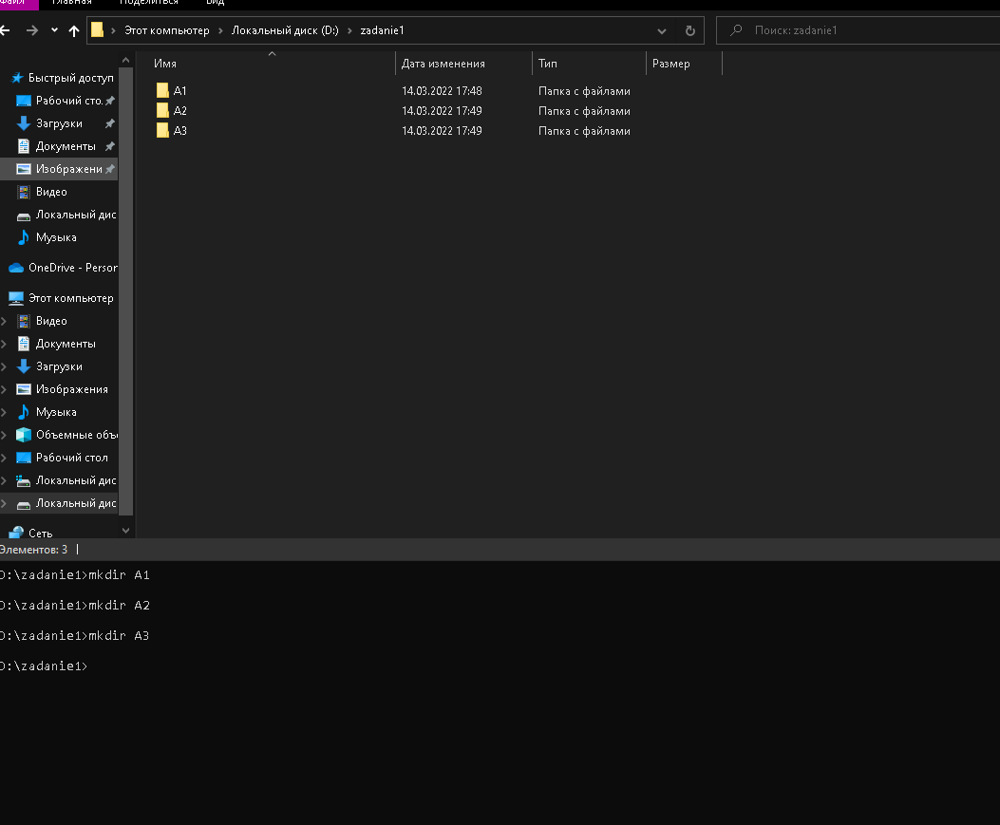 Файл Главная Поделиться Вид
Этот компьютер Локальный диск (D:) zadanie1
Поиск: zadanie1
Имя Дата изменения Тип Размер
A1 14.03.2022 17:48 Папка с файлами
A2 14.03.2022 17:49 Папка с файлами
A3 14.03.2022 17:49 Папка с файлами
Быстрый доступ
Рабочий сто.
Загрузки
Документы
Изображени
Видео
Локальный дис
Музыка
OneDrive - Person
Этот компьютер
Видео
Документы
Загрузки
Изображения
Музыка
Объемные объ
Рабочий стол
Локальный дис
Локальный дис
Сеть
Элементов: 3
D:\zadanie1>mkdir A1
D:\zadanie1>mkdir A2
D:\zadanie1>mkdir A3
D:\zadanie1>